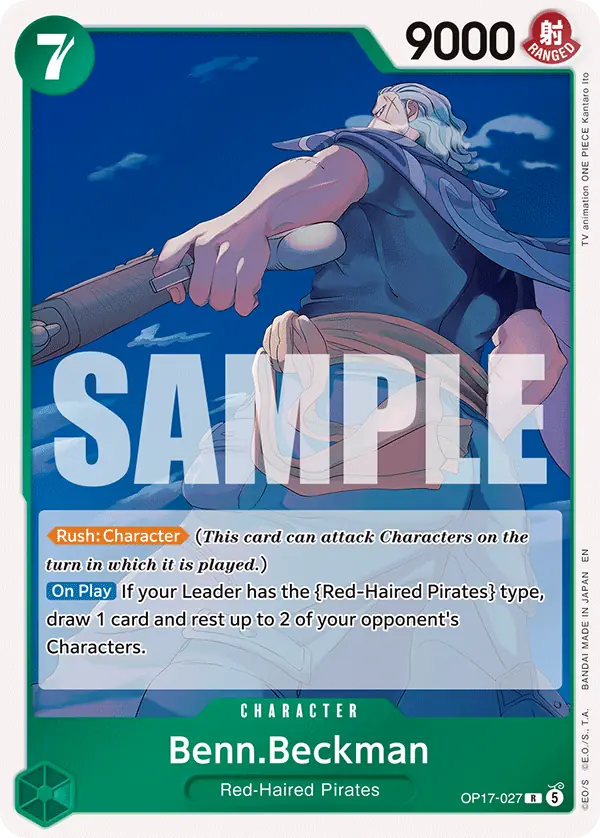 7
9000
射
RANGED
TV animation ONE PIECE Kantaro Ito
SAMPLE
Rush: Character (This card can attack Characters on the
turn in which it is played.)
On Play If your Leader has the {Red-Haired Pirates} type,
draw 1 card and rest up to 2 of your opponent's
Characters.
BANDAI MADE IN JAPAN EN
©EO/S ©E.O./S., T.A.
CHARACTER
Benn.Beckman
Red-Haired Pirates
OP17-027 R 5